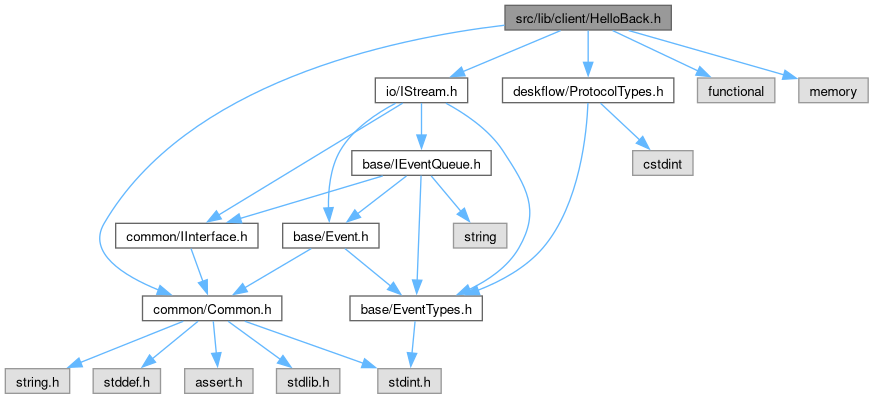 src/lib/client/HelloBack.h
io/IStream.h
deskflow/ProtocolTypes.h
functional
memory
base/IEventQueue.h
cstdint
common/IInterface.h
base/Event.h
string
common/Common.h
base/EventTypes.h
string.h
stddef.h
assert.h
stdlib.h
stdint.h